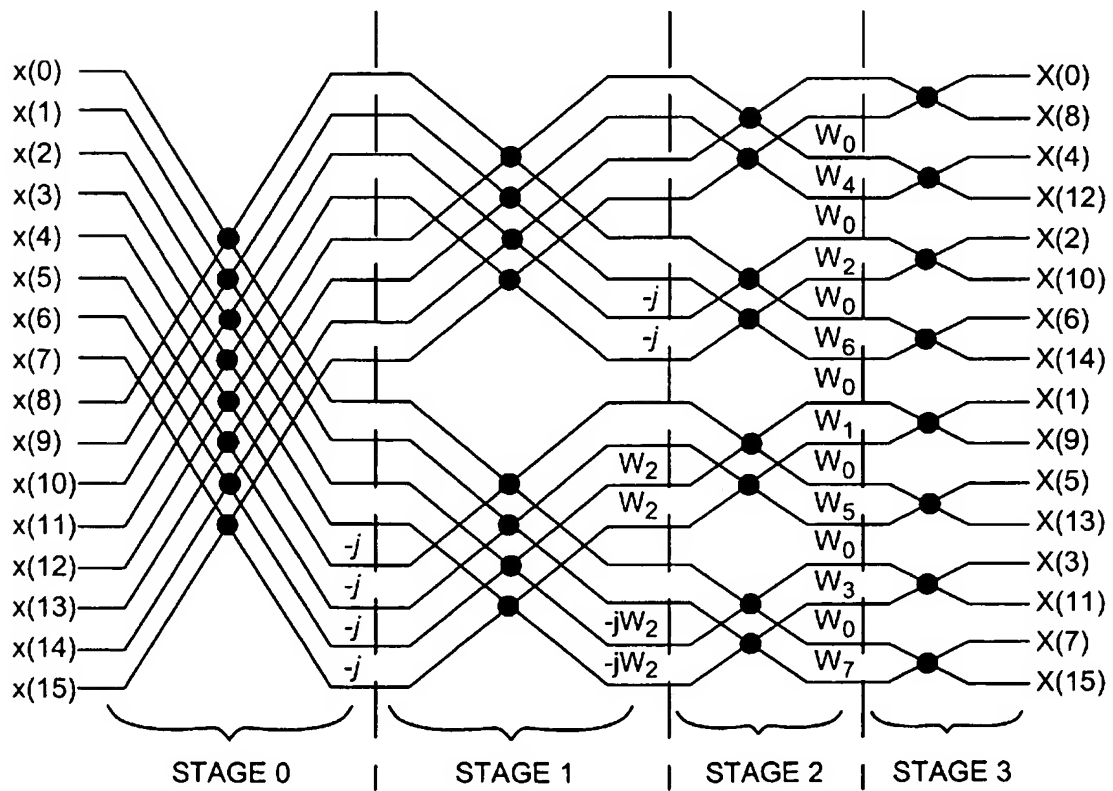 x(0)
x(1)
x(2)
x(3)
x(4)
x(5)
x(6)
x(7)
x(8)
x(9)
x(10)
x(11)
x(12)
x(13)
x(14)
x(15)
-j
-j
-j
-j
-j
-j
W2
W2
-jW2
-jW2
W0
W4
W0
W2
W0
W6
W0
W1
W0
W5
W0
W3
W0
W7
X(0)
X(8)
X(4)
X(12)
X(2)
X(10)
X(6)
X(14)
X(1)
X(9)
X(5)
X(13)
X(3)
X(11)
X(7)
X(15)
STAGE 0
STAGE 1
STAGE 2
STAGE 3